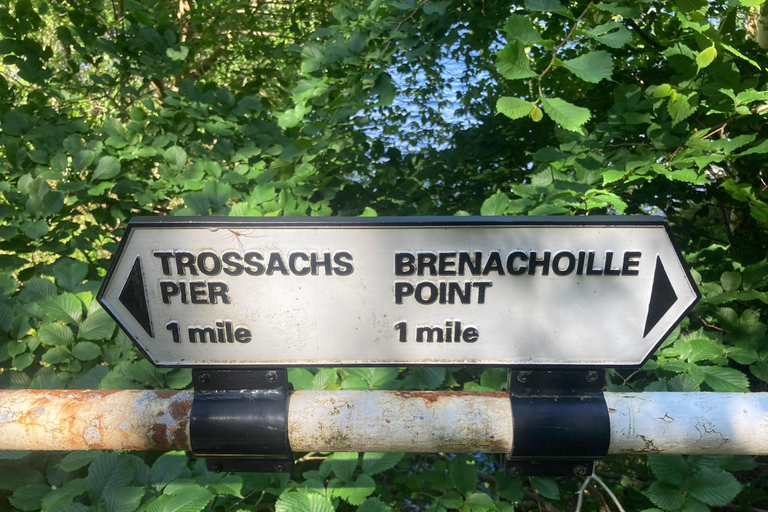 TROSSACHS
PIER
1 mile
BRENACHOILLE
POINT
1 mile